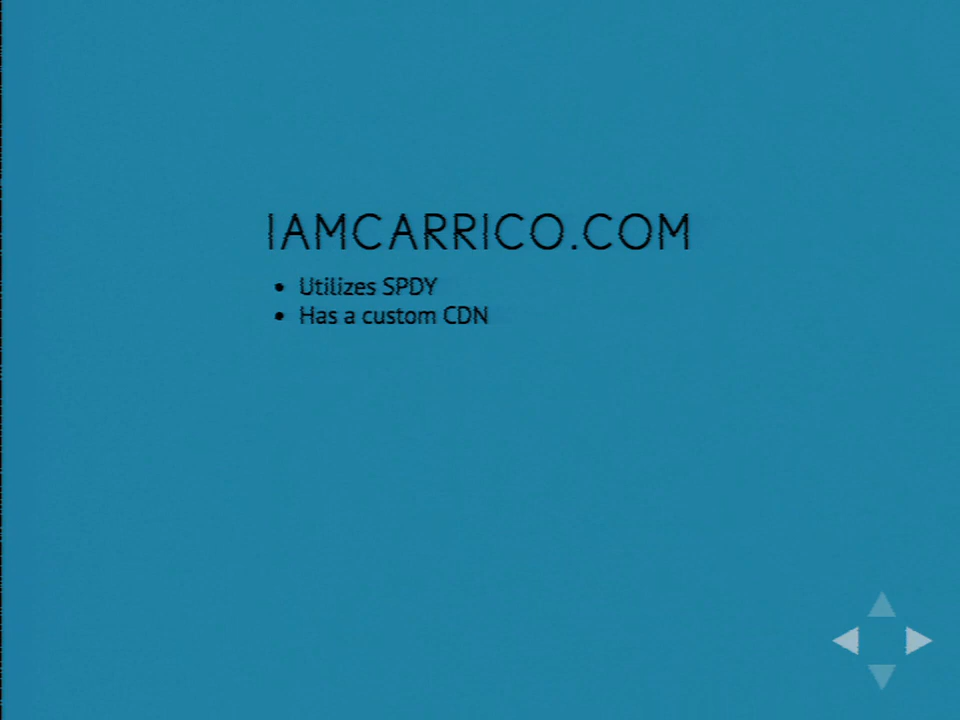 IAMCARRICO.COM
• Utilizes SPDY
• Has a custom CDN